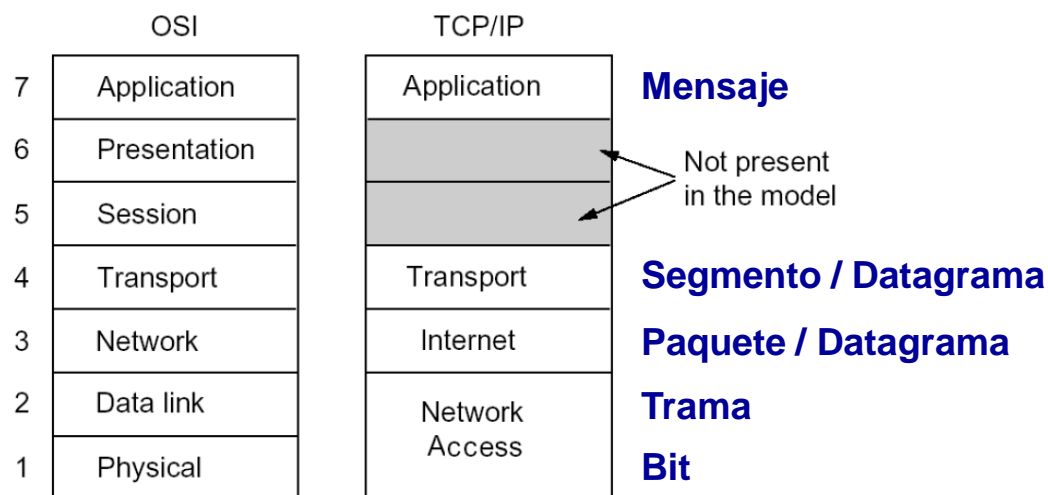 OSI TCP/IP
7 Application Application Mensaje
6 Presentation
Not present
in the model
5 Session
4 Transport Transport Segmento / Datagrama
3 Network Internet Paquete / Datagrama
2 Data link Network Trama
Access
1 Physical Bit